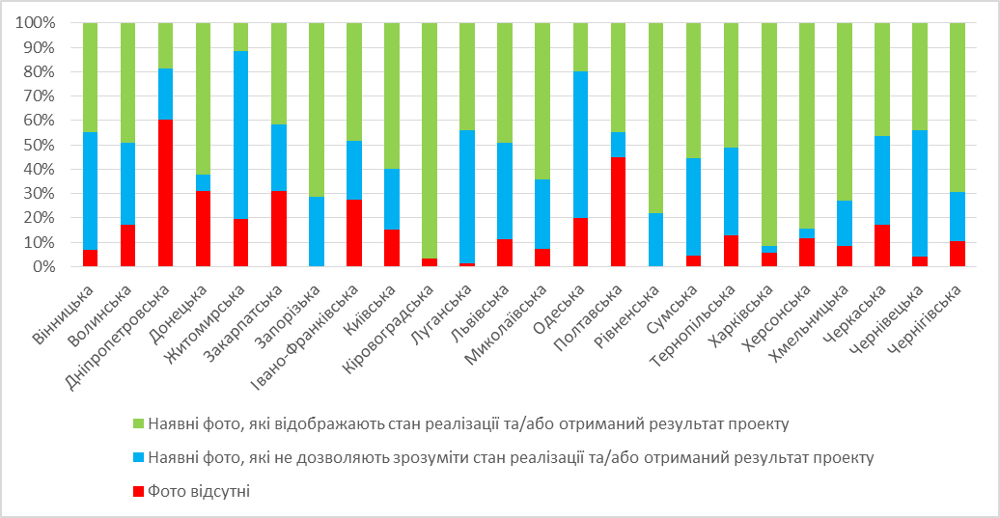 100%
90%
80%
70%
60%
50%
40%
30%
20%
10%
0%
Вінницька
Волинська
Дніпропетровська
Донецька
Житомирська
Закарпатська
Запорізька
Івано-Франківська
Київська
Кіровоградська
Луганська
Львівська
Миколаївська
Одеська
Полтавська
Рівненська
Сумська
Тернопільська
Харківська
Херсонська
Хмельницька
Черкаська
Чернівецька
Чернігівська
Наявні фото, які відображають стан реалізації та/або отриманий результат проекту
Наявні фото, які не дозволяють зрозуміти стан реалізації та/або отриманий результат проекту
Фото відсутні